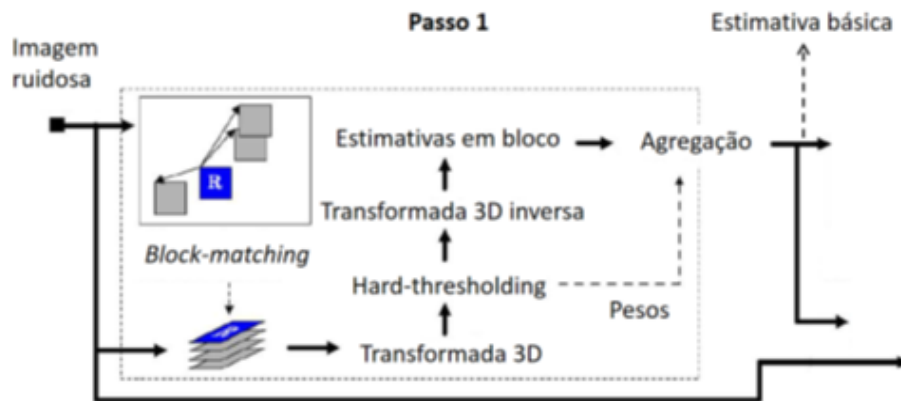 Passo 1
Estimativa básica
Imagem
ruidosa
Estimativas em bloco
Agregação
R
Transformada 3D inversa
Block-matching
Hard-thresholding
Pesos
Transformada 3D